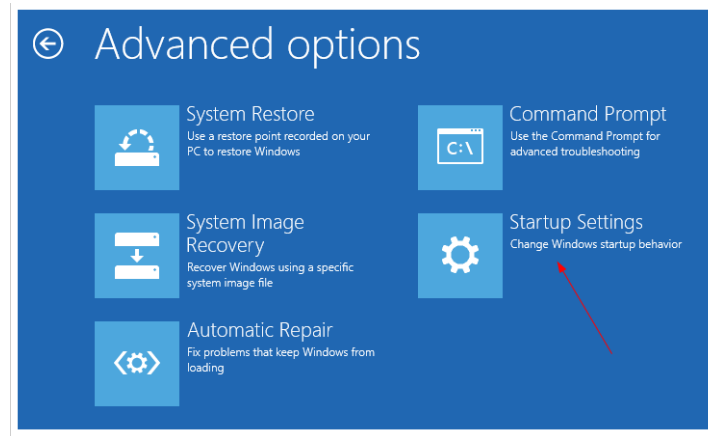 Advanced options
System Restore
Use a restore point recorded on your
PC to restore Windows
Command Prompt
Use the Command Prompt for
advanced troubleshooting
C:\
System Image
Recovery
Recover Windows using a specific
system image file
Startup Settings
Change Windows startup behavior
Automatic Repair
Fix problems that keep Windows from
loading